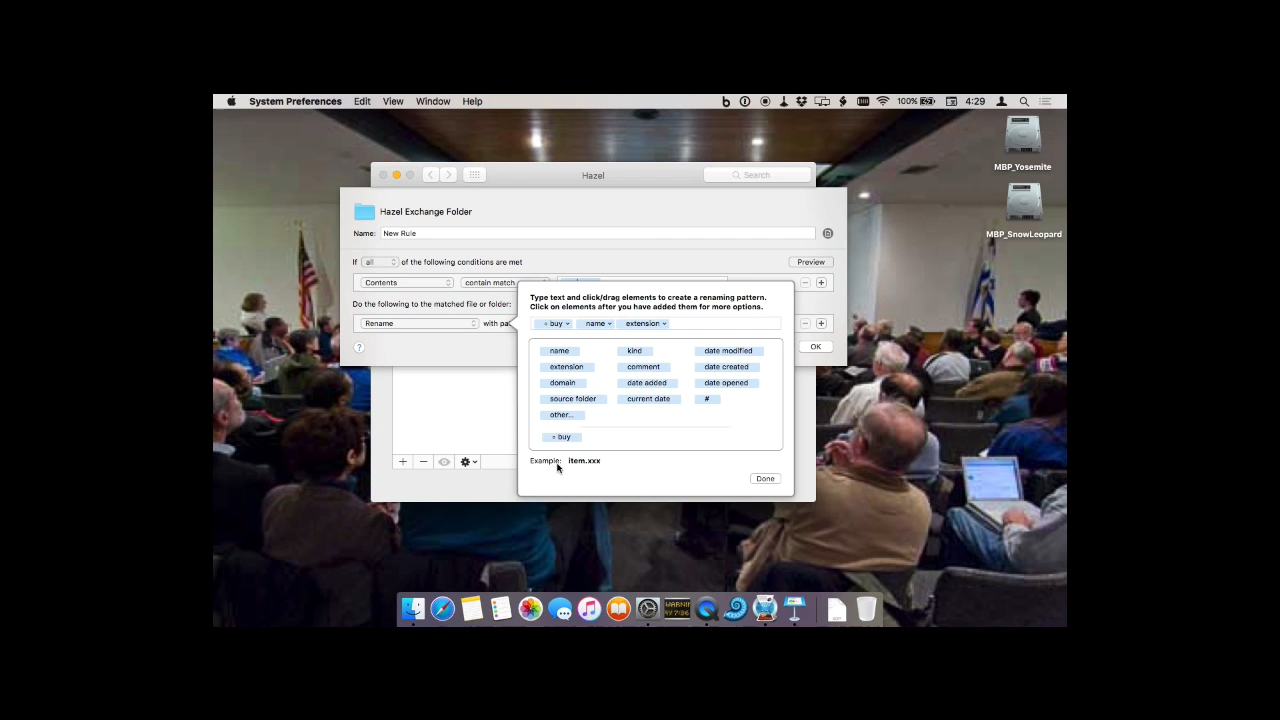 System Preferences Edit View Window Help 100% 4:29
MBP_Yosemite
MBP_SnowLeopard
Hazel
Search
Hazel Exchange Folder
Name: New Rule
If all of the following conditions are met
Preview
Contents contain match
Do the following to the matched file or folder:
Rename with pa
OK
Type text and click/drag elements to create a renaming pattern.
Click on elements after you have added them for more options.
buy name extension
name kind date modified
extension comment date created
domain date added date opened
source folder current date #
other...
buy
Example: item.xxx
Done